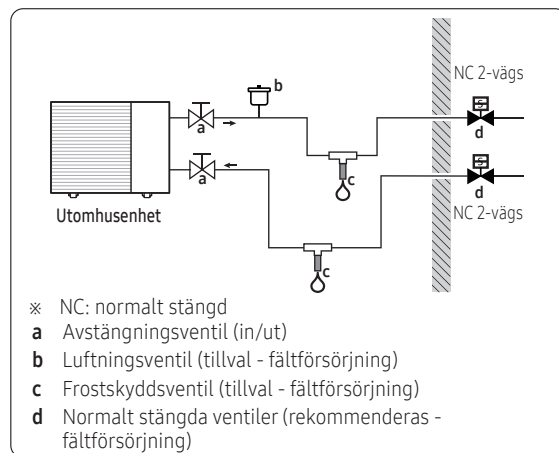 NC 2-vägs
b
S
a
d
S
a
c
d
Utomhusenhet
NC 2-vägs
c
※ NC: normalt stängd
a Avstängningsventil (in/ut)
b Luftningsventil (tillval - fältförsörjning)
c Frostskyddsventil (tillval - fältförsörjning)
d Normalt stängda ventiler (rekommenderas -
fältförsörjning)